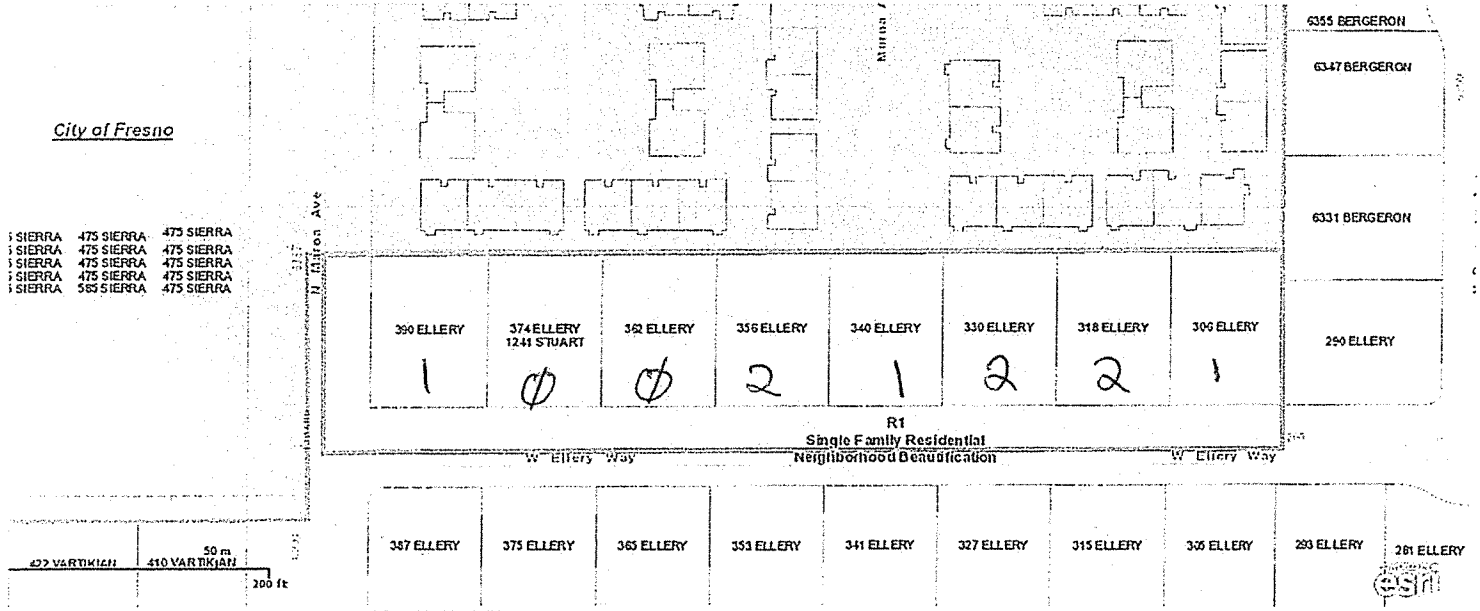 6355 BERGERON
6347 BERGERON
City of Fresno
6331 BERGERON
475 SIERRA 475 SIERRA
SIERRA 475 SIERRA 475 SIERRA
SIERRA 475 SIERRA 475 SIERRA
SIERRA 475 SIERRA 475 SIERRA
SIERRA 585 SIERRA 475 SIERRA
N Maroa Ave
390 ELLERY 374 ELLERY 362 ELLERY 356 ELLERY 340 ELLERY 330 ELLERY 318 ELLERY 306 ELLERY 290 ELLERY
1241 STUART
1 Ø Ø 2 1 2 2 1
R1
Single Family Residential
W Ellery Way Neighborhood Beautification W Ellery Way
387 ELLERY 375 ELLERY 365 ELLERY 353 ELLERY 341 ELLERY 327 ELLERY 315 ELLERY 305 ELLERY 293 ELLERY 281 ELLERY
422 VARTIKIAN 410 VARTIKIAN 50 m
200 ft
esri